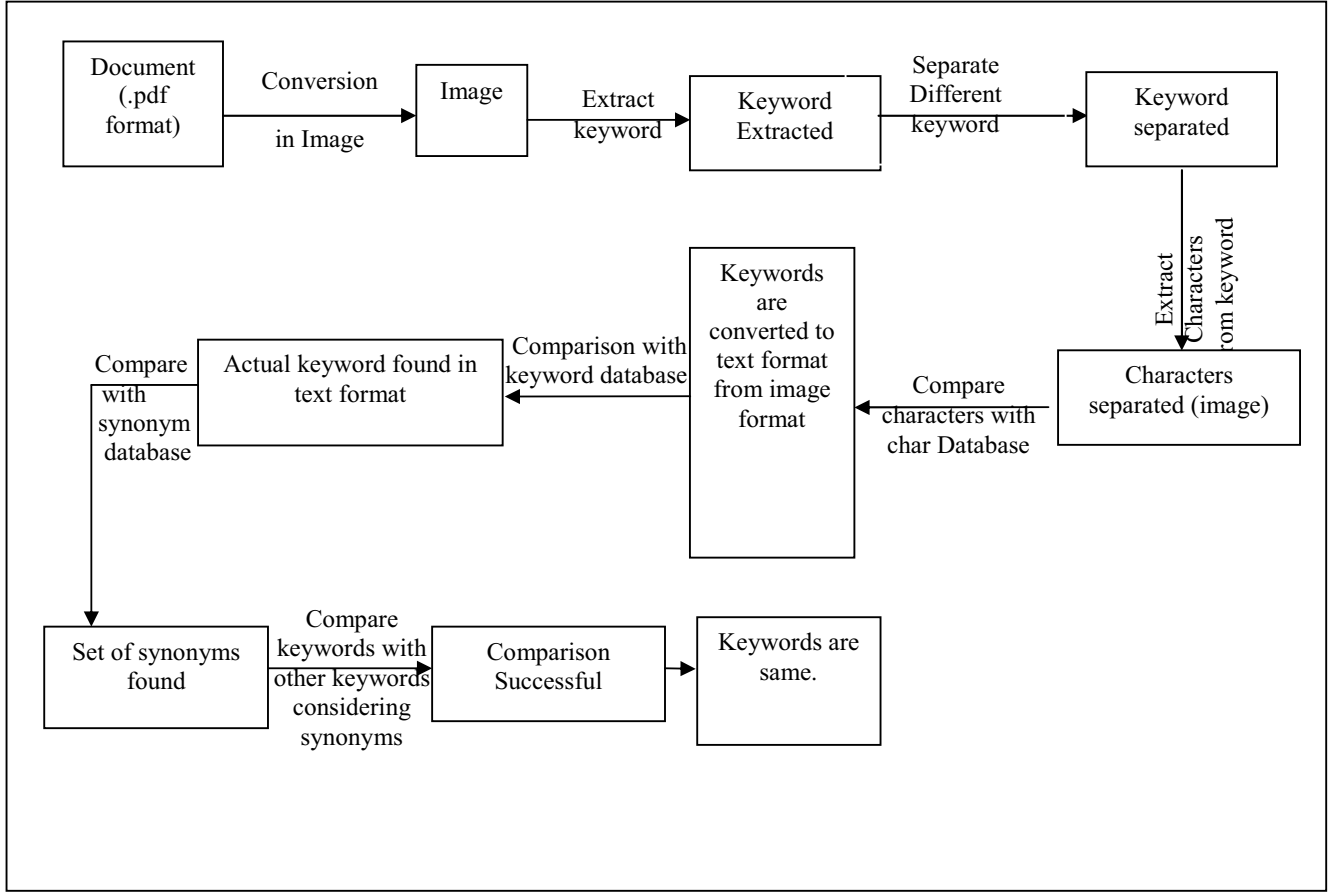 Document
(.pdf
format)
Conversion
in Image
Image
Extract
keyword
Keyword
Extracted
Separate
Different
keyword
Keyword
separated
Extract
Characters
rom keyword
Characters
separated (image)
Compare
characters with
char Database
Keywords
are
converted to
text format
from image
format
Comparison with
keyword database
Actual keyword found in
text format
Compare
with
synonym
database
Set of synonyms
found
Compare
keywords with
other keywords
considering
synonyms
Comparison
Successful
Keywords are
same.